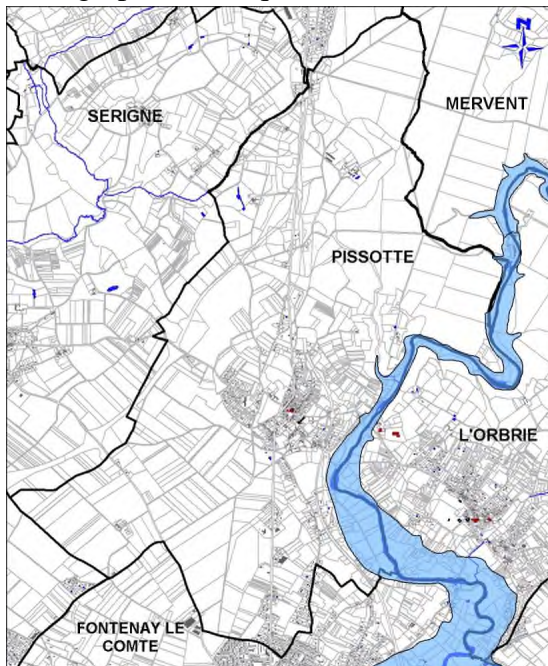 N
MERVENT
SERIGNE
PISSOTTE
L'ORBRIE
FONTENAY LE
COMTE